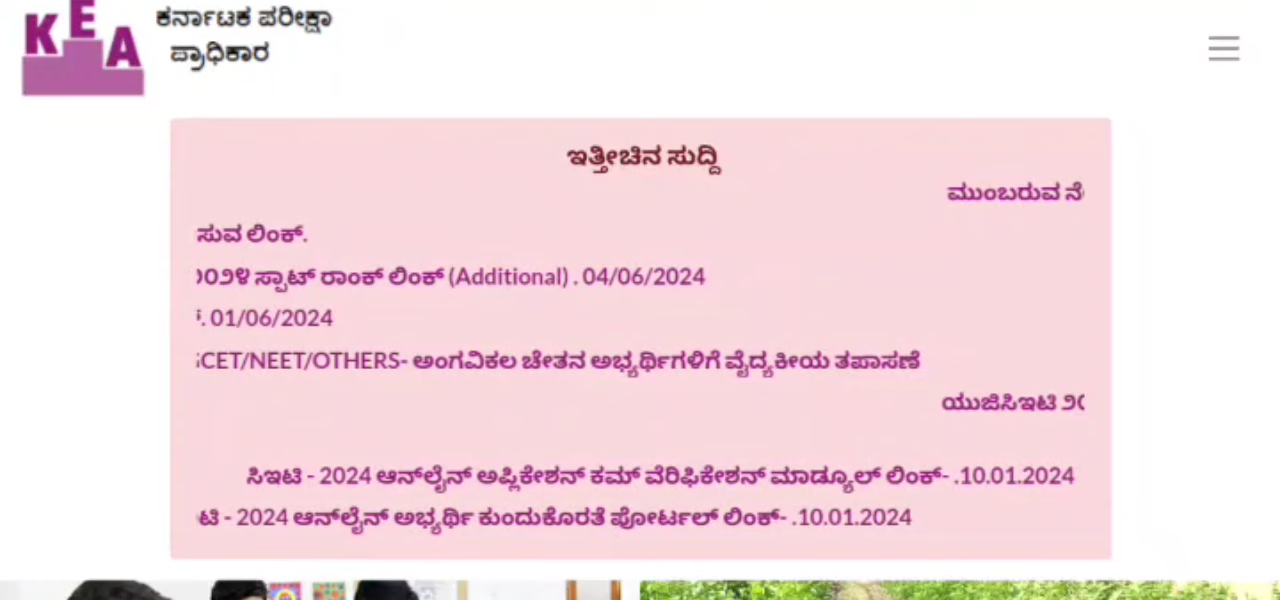 KEA
ಕರ್ನಾಟಕ ಪರೀಕ್ಷಾ
ಪ್ರಾಧಿಕಾರ
ಇತ್ತೀಚಿನ ಸುದ್ದಿ
ಮುಂಬರುವ
ಸುವ ಲಿಂಕ್.
೨೦೨೪ ಸ್ಪಾಟ್ ರಾಂಕ್ ಲಿಂಕ್ (Additional) . 04/06/2024
. 01/06/2024
CET/NEET/OTHERS- ಅಂಗವಿಕಲ ಚೇತನ ಅಭ್ಯರ್ಥಿಗಳಿಗೆ ವೈದ್ಯಕೀಯ ತಪಾಸಣೆ
ಯುಜಿಸಿಇಟಿ
ಸಿಇಟಿ - 2024 ಆನ್‌ಲೈನ್ ಅಪ್ಲಿಕೇಶನ್ ಕಮ್ ವೆರಿಫಿಕೇಶನ್ ಮಾಡ್ಯೂಲ್ ಲಿಂಕ್- .10.01.2024
ಟಿ - 2024 ಆನ್‌ಲೈನ್ ಅಭ್ಯರ್ಥಿ ಕುಂದುಕೊರತೆ ಪೋರ್ಟಲ್ ಲಿಂಕ್- .10.01.2024